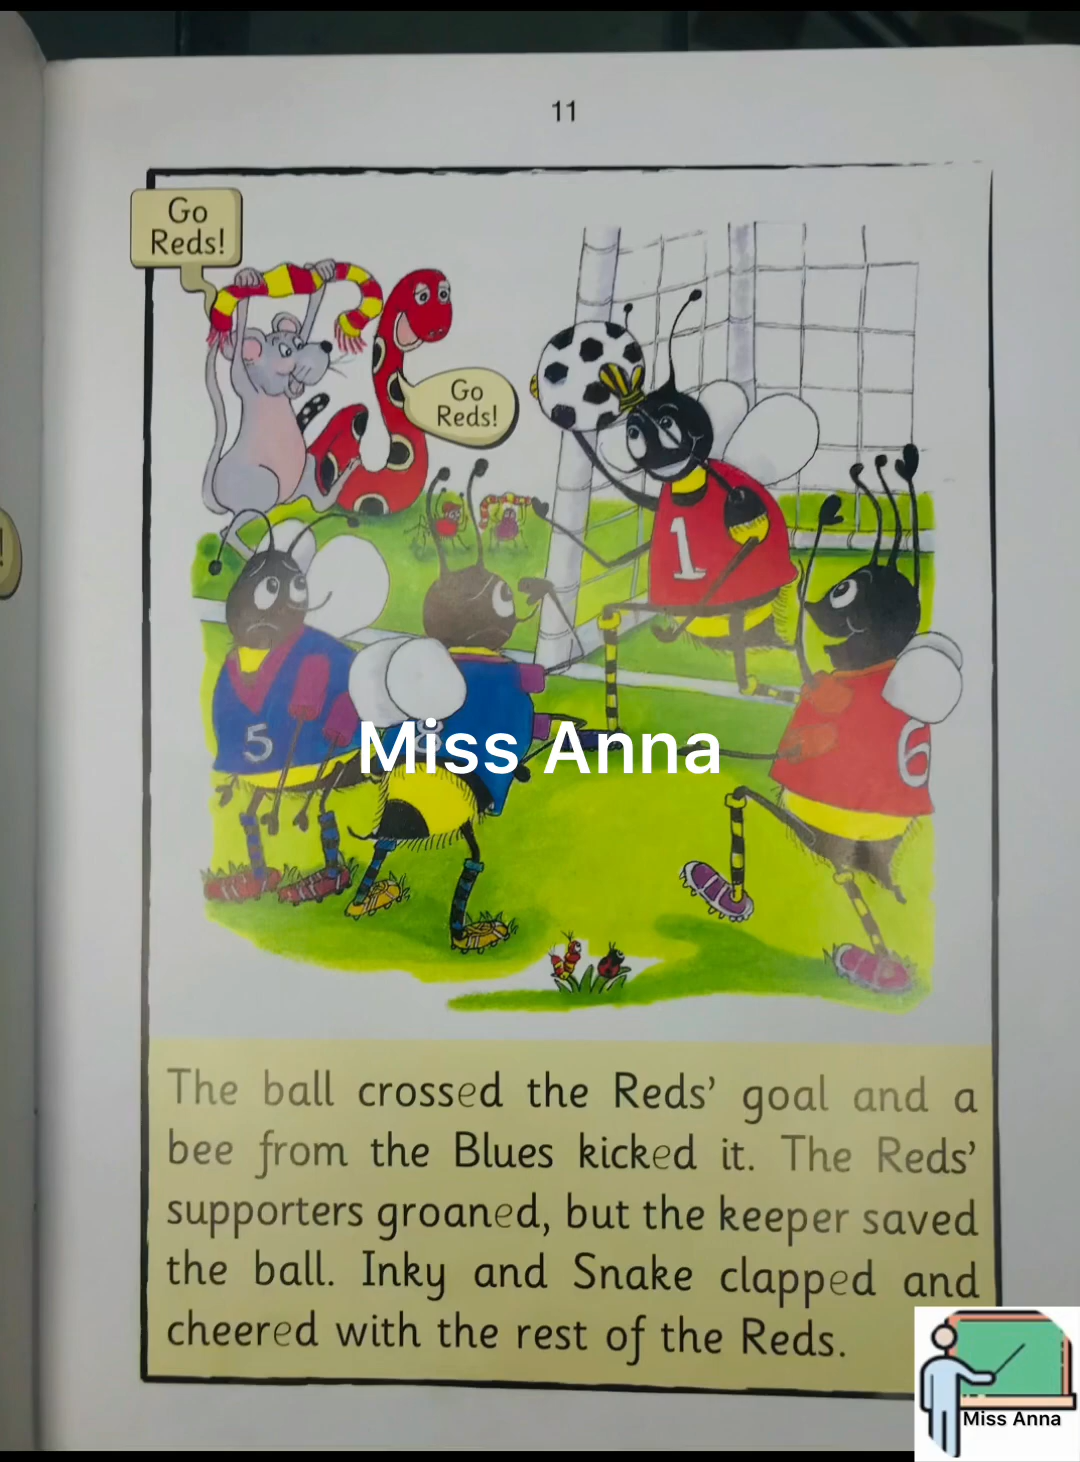 11
Go
Reds!
Go
Reds!
1
5
8
6
Miss Anna
The ball crossed the Reds’ goal and a
bee from the Blues kicked it. The Reds’
supporters groaned, but the keeper saved
the ball. Inky and Snake clapped and
cheered with the rest of the Reds.
Miss Anna